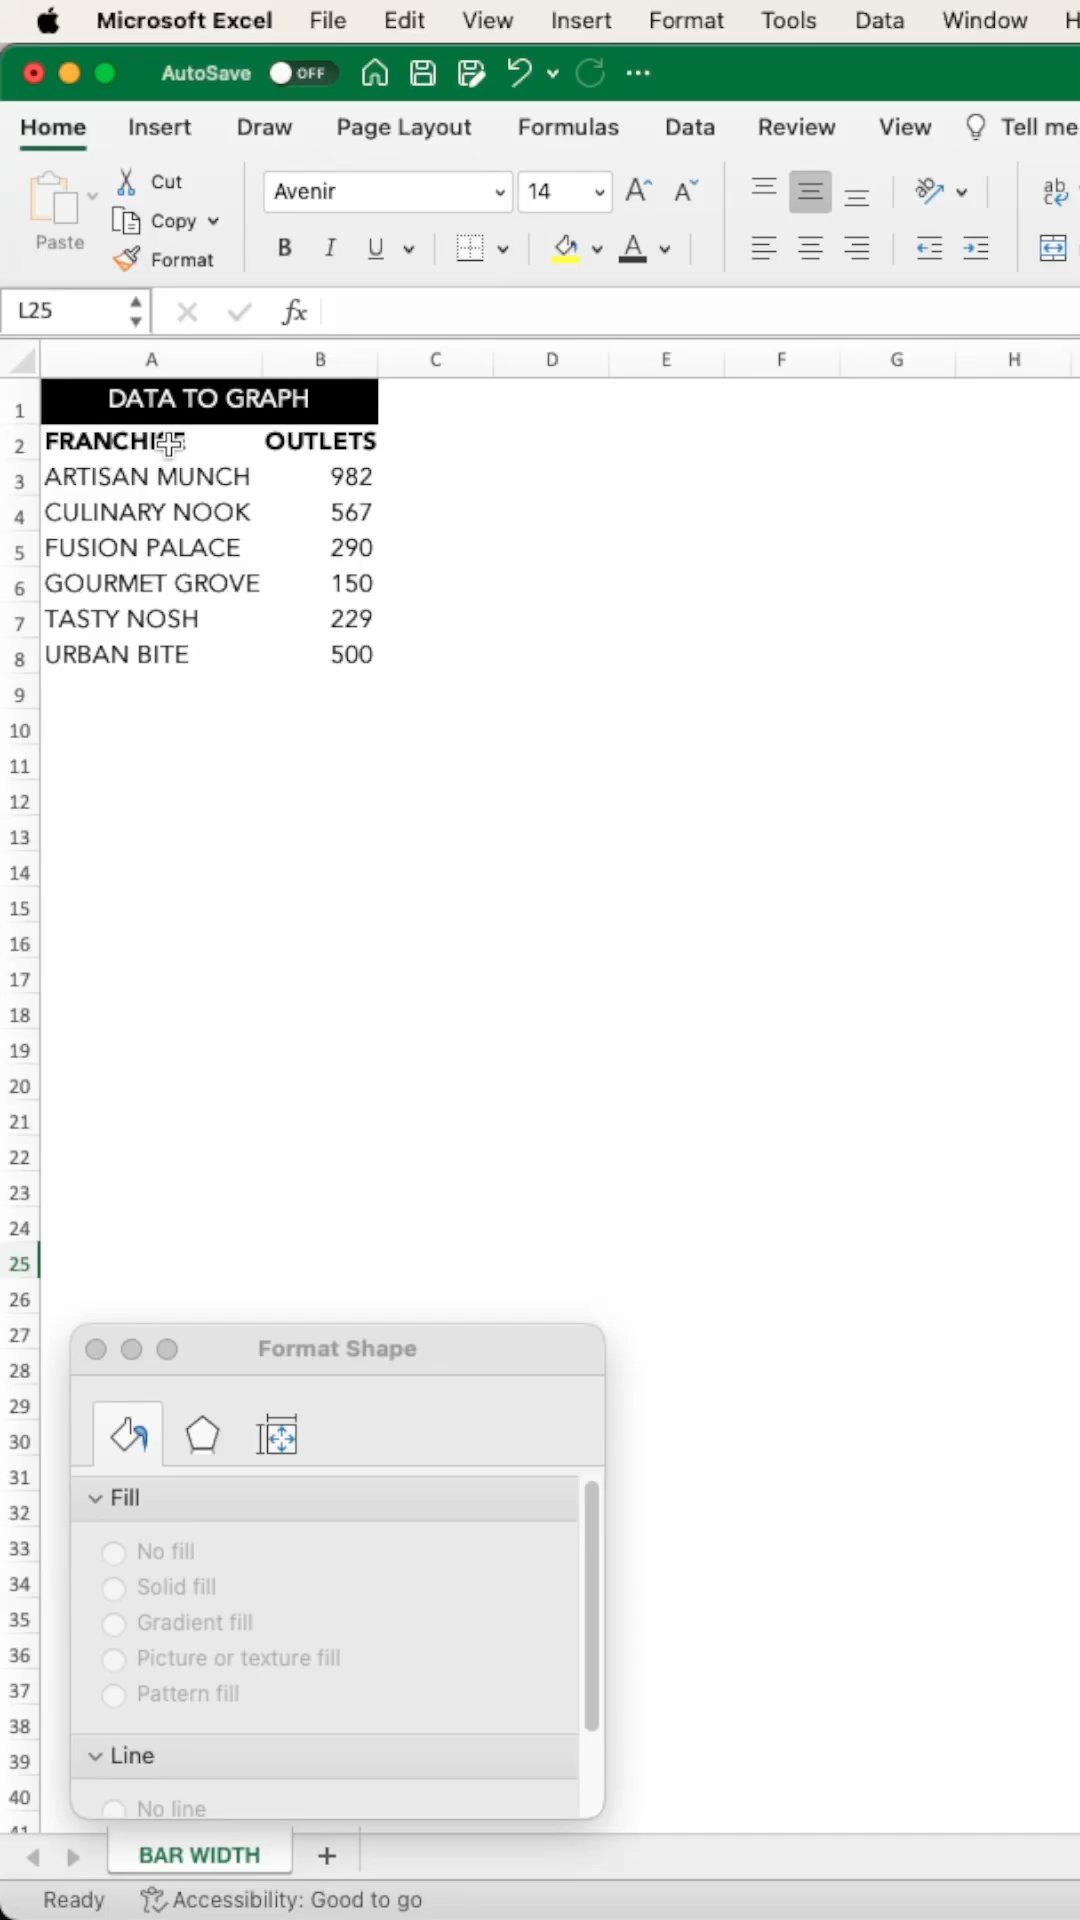 Microsoft Excel File Edit View Insert Format Tools Data Window H
AutoSave OFF
Home Insert Draw Page Layout Formulas Data Review View Tell me
Paste
Cut
Copy
Format
Avenir 14 A A
B I U A
ab
c
L25 fx
A B C D E F G H
1 DATA TO GRAPH
2 OUTLETS
3 ARTISAN MUNCH 982
4 CULINARY NOOK 567
5 FUSION PALACE 290
6 GOURMET GROVE 150
7 TASTY NOSH 229
8 URBAN BITE 500
9
10
11
12
13
14
15
16
17
18
19
20
21
22
23
24
25
26
27
28
29
30
31
32
33
34
35
36
37
38
39
40
41
Format Shape
Fill
No fill
Solid fill
Gradient fill
Picture or texture fill
Pattern fill
Line
No line
BAR WIDTH +
Ready Accessibility: Good to go